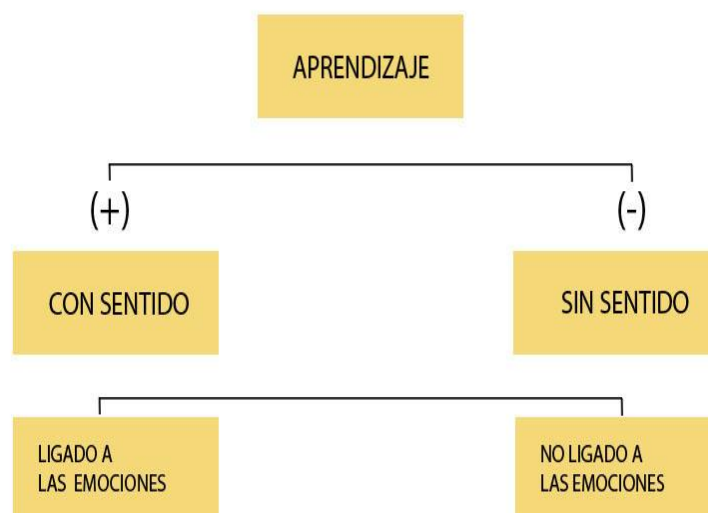 APRENDIZAJE
(+)
(-)
CON SENTIDO
SIN SENTIDO
LIGADO A
LAS EMOCIONES
NO LIGADO A
LAS EMOCIONES